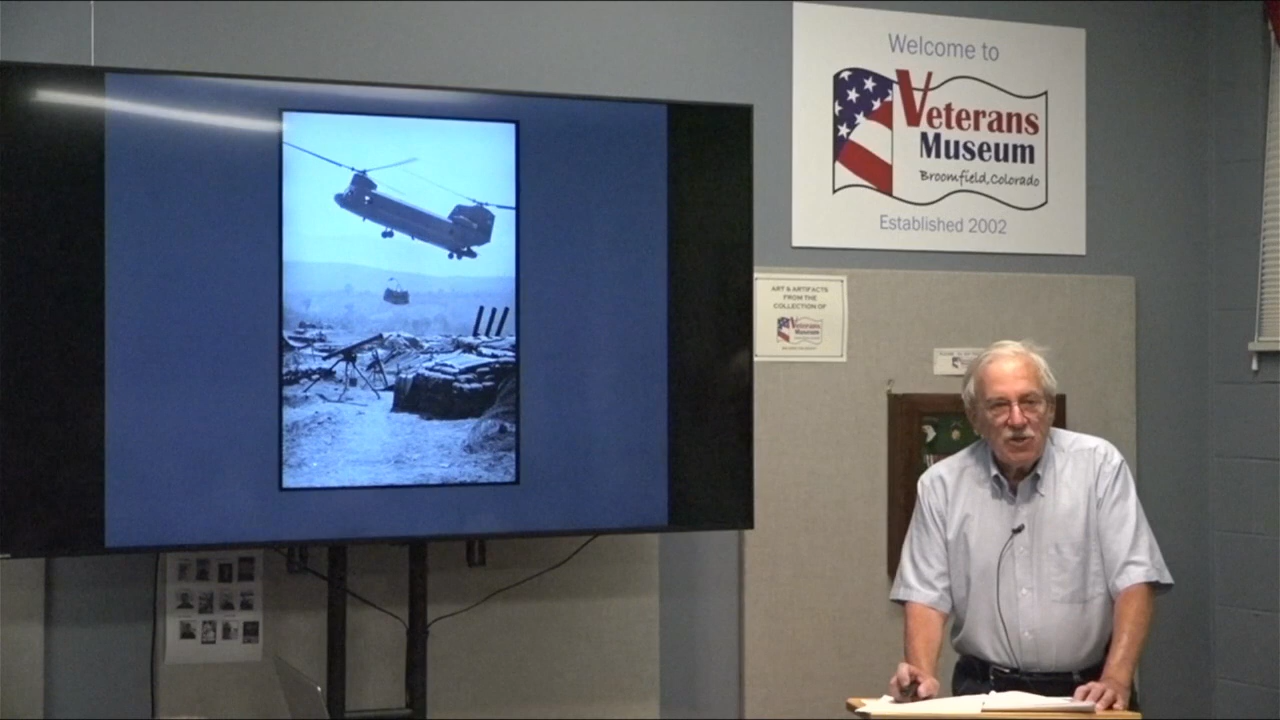 Welcome to
Veterans
Museum
Broomfield, Colorado
Established 2002
ART & ARTIFACTS
FROM THE
COLLECTION OF
Veterans
Museum